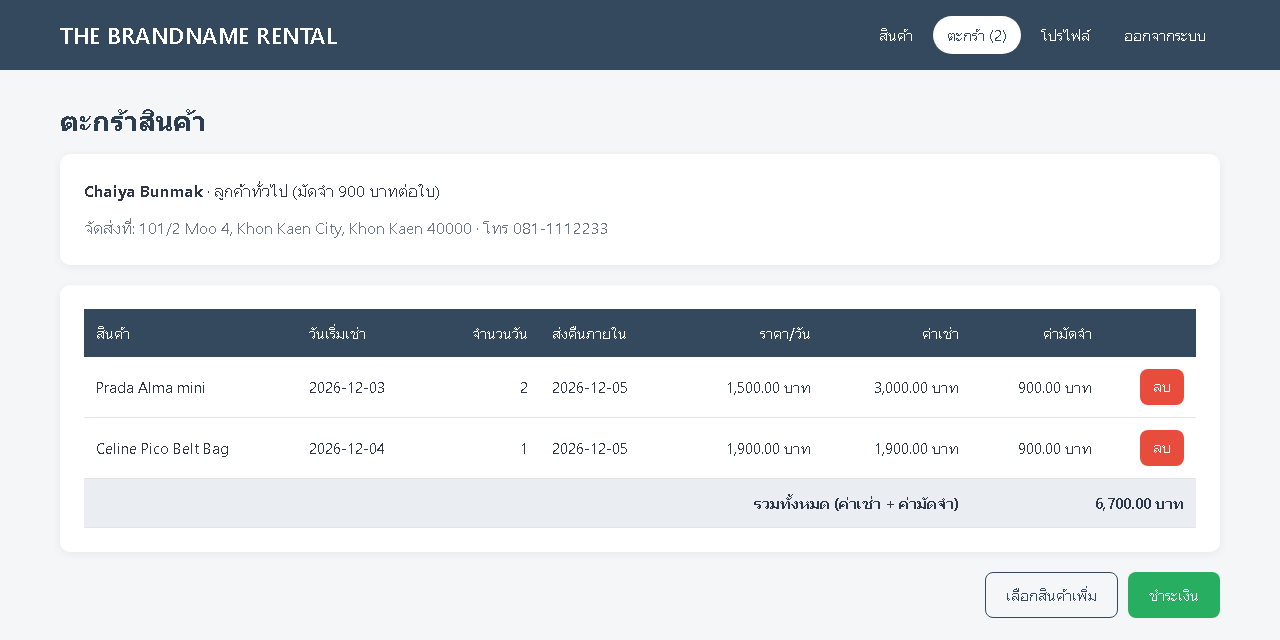 THE BRANDNAME RENTAL สินค้า ตะกร้า (2) โปรไฟล์ ออกจากระบบ
ตะกร้าสินค้า
Chaiya Bunmak · ลูกค้าทั่วไป (มัดจำ 900 บาทต่อใบ)
จัดส่งที่: 101/2 Moo 4, Khon Kaen City, Khon Kaen 40000 · โทร 081-1112233
สินค้า วันเริ่มเช่า จำนวนวัน ส่งคืนภายใน ราคา/วัน ค่าเช่า ค่ามัดจำ
Prada Alma mini 2026-12-03 2 2026-12-05 1,500.00 บาท 3,000.00 บาท 900.00 บาท ลบ
Celine Pico Belt Bag 2026-12-04 1 2026-12-05 1,900.00 บาท 1,900.00 บาท 900.00 บาท ลบ
รวมทั้งหมด (ค่าเช่า + ค่ามัดจำ) 6,700.00 บาท
เลือกสินค้าเพิ่ม ชำระเงิน